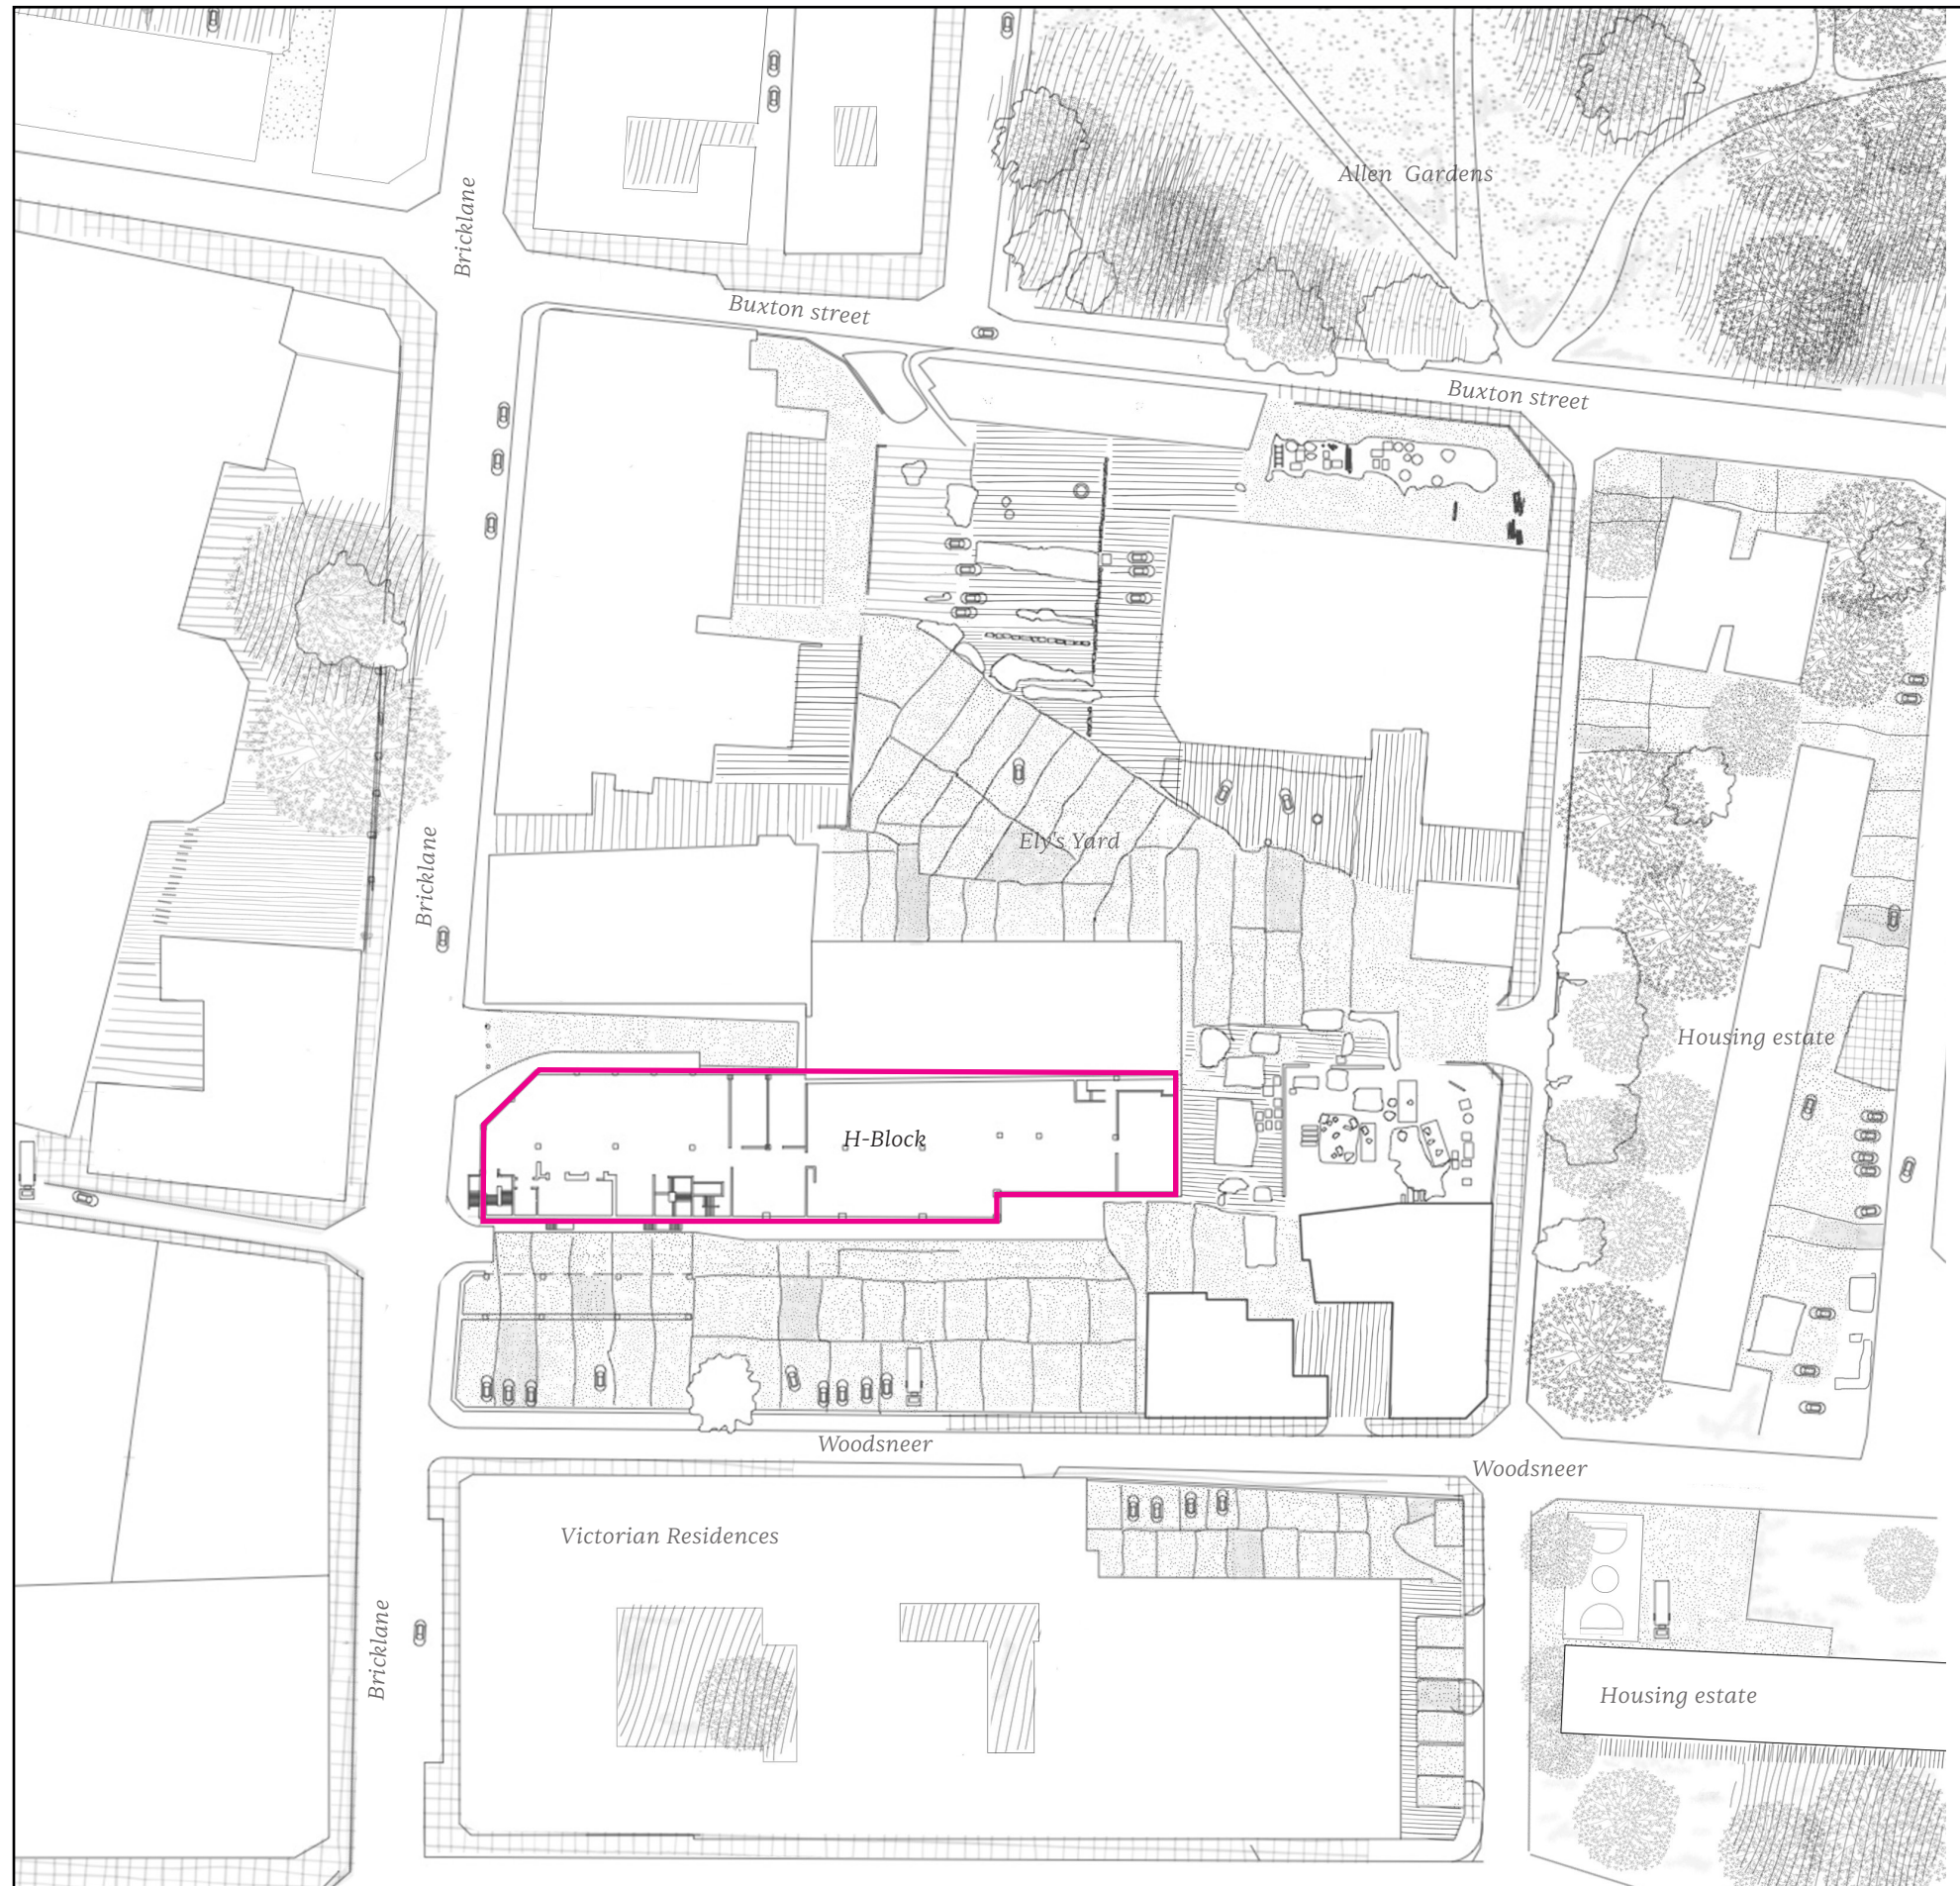 Allen Gardens
Bricklane
Buxton street
Buxton street
Ely's Yard
Bricklane
Housing estate
H-Block
Woodsneer
Woodsneer
Victorian Residences
Bricklane
Housing estate